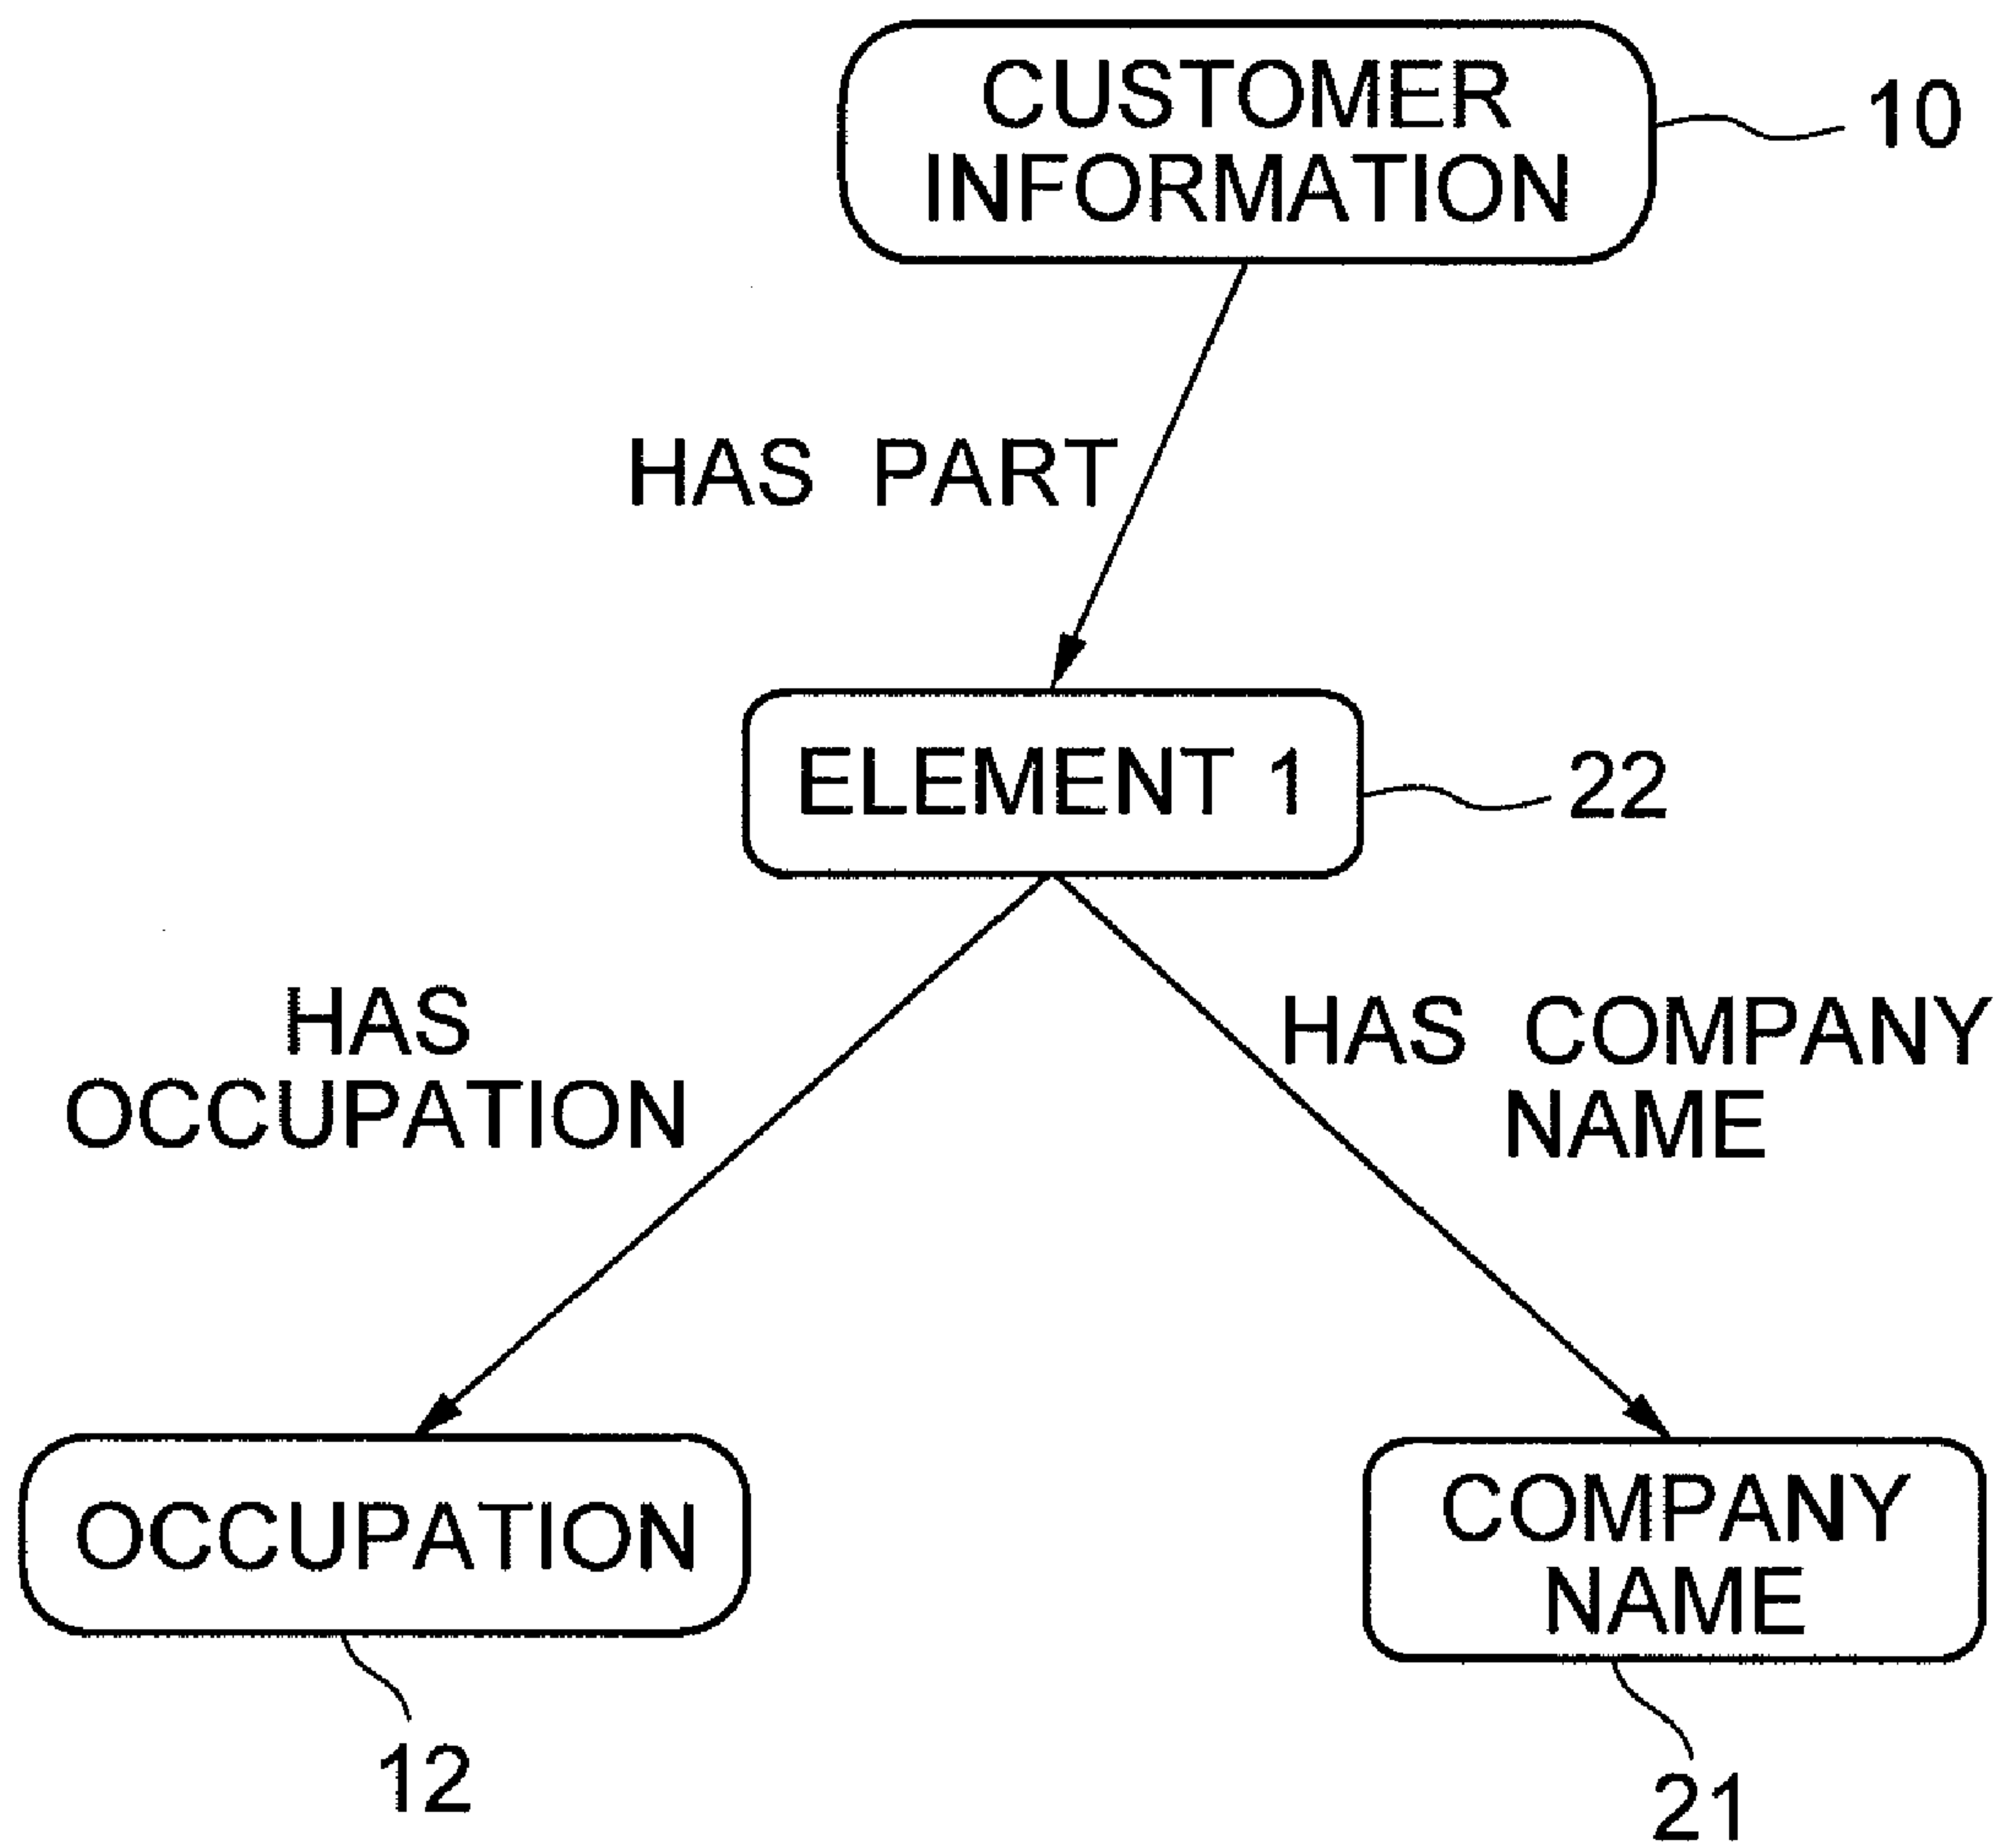 CUSTOMER
INFORMATION
10
HAS PART
ELEMENT 1
22
HAS
OCCUPATION
HAS COMPANY
NAME
OCCUPATION
COMPANY
NAME
12
21